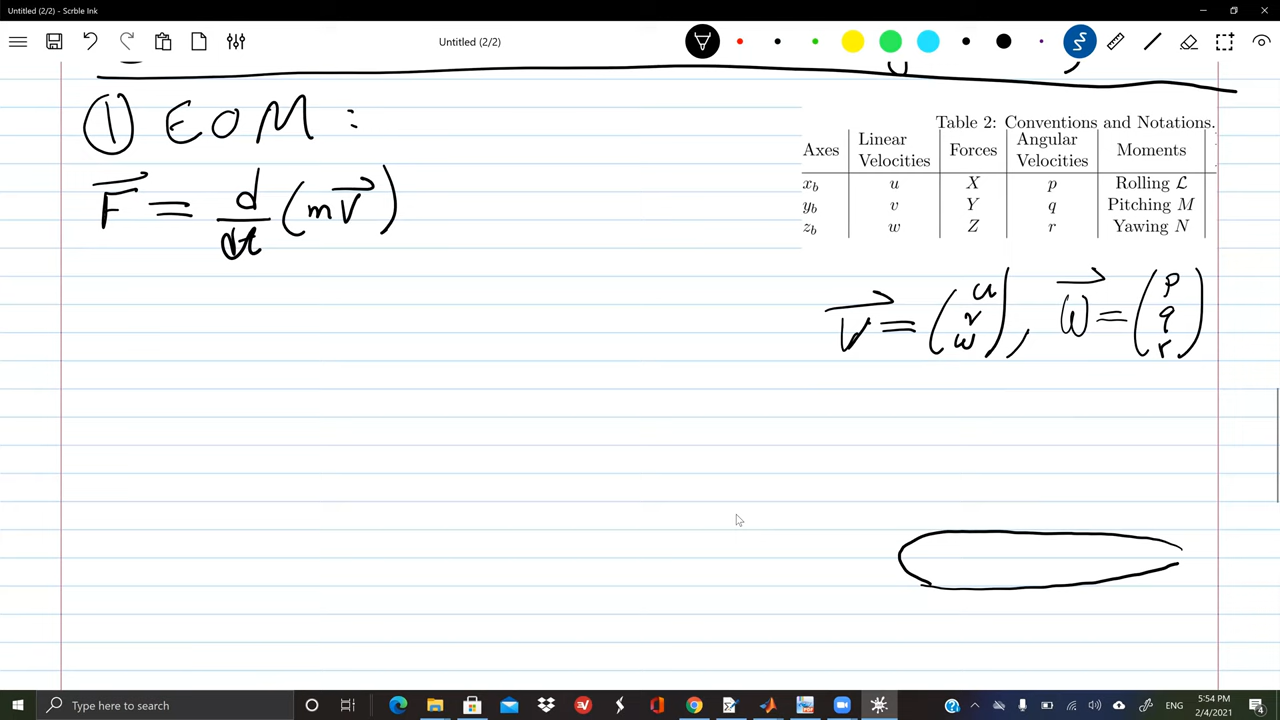 Untitled (2/2) - Scrble Ink
Untitled (2/2)
① EOM :
F = d/dt (mV)
Table 2: Conventions and Notations.
Axes Linear Velocities Forces Angular Velocities Moments
x_b u X p Rolling ℒ
y_b v Y q Pitching M
z_b w Z r Yawing N
V = (u v w), ω = (p q r)
Type here to search
ENG
5:54 PM
2/4/2021
4